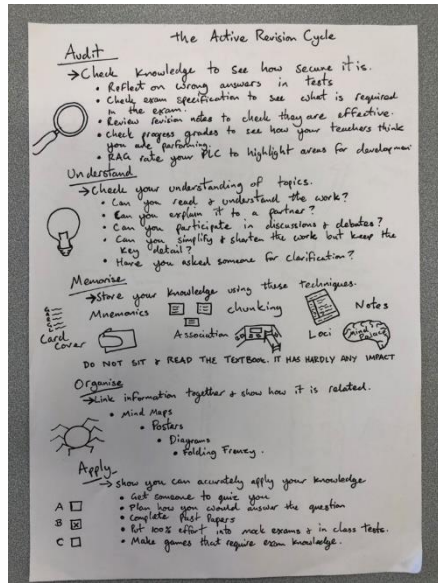 the Active Revision Cycle
Audit
→ Check knowledge to see how secure it is.
• Reflect on wrong answers in tests
• Check exam specification to see what is required
in the exam.
• Review revision notes to check they are effective.
• Check progress grades to see how your teachers think
you are performing.
• RAG rate your PLC to highlight areas for development
Understand
→ Check your understanding of topics.
• Can you read & understand the work?
• Can you explain it to a partner?
• Can you participate in discussions & debates?
• Can you simplify & shorten the work but keep the
key detail?
• Have you asked someone for clarification?
Memorise
→ Store your knowledge using these techniques.
Mnemonics chunking Notes
Card Cover Association Loci Mind Palace
DO NOT SIT & READ THE TEXTBOOK. IT HAS HARDLY ANY IMPACT
Organise
→ Link information together & show how it is related.
• Mind Maps
• Posters
• Diagrams
• Folding Frenzy.
Apply
→ show you can accurately apply your knowledge
• Get someone to quiz you
• Plan how you would answer the question
A
• Complete Past Papers
B
• Put 100% effort into mock exams & in class tests.
C
• Make games that require exam knowledge.